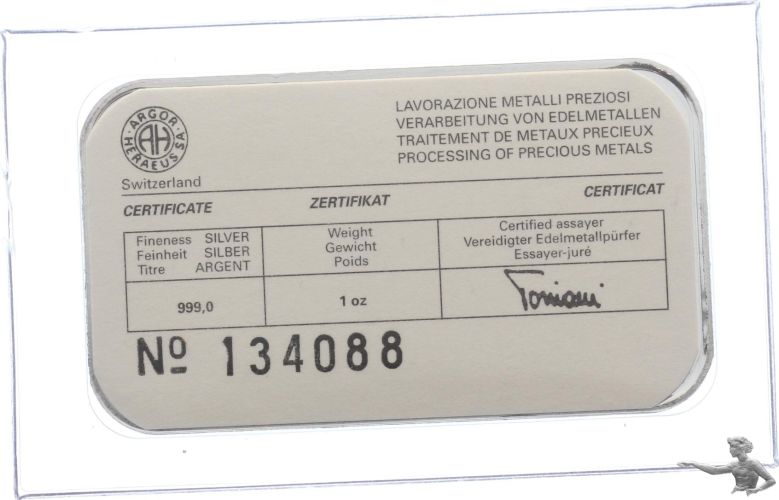 ARGOR-HERAEUS SA
AH
Switzerland
LAVORAZIONE METALLI PREZIOSI
VERARBEITUNG VON EDELMETALLEN
TRAITEMENT DE METAUX PRECIEUX
PROCESSING OF PRECIOUS METALS
CERTIFICATE ZERTIFIKAT CERTIFICAT
Fineness SILVER
Feinheit SILBER
Titre ARGENT
Weight
Gewicht
Poids
Certified assayer
Vereidigter Edelmetallpürfer
Essayer-juré
999,0
1 oz
Nº 134088